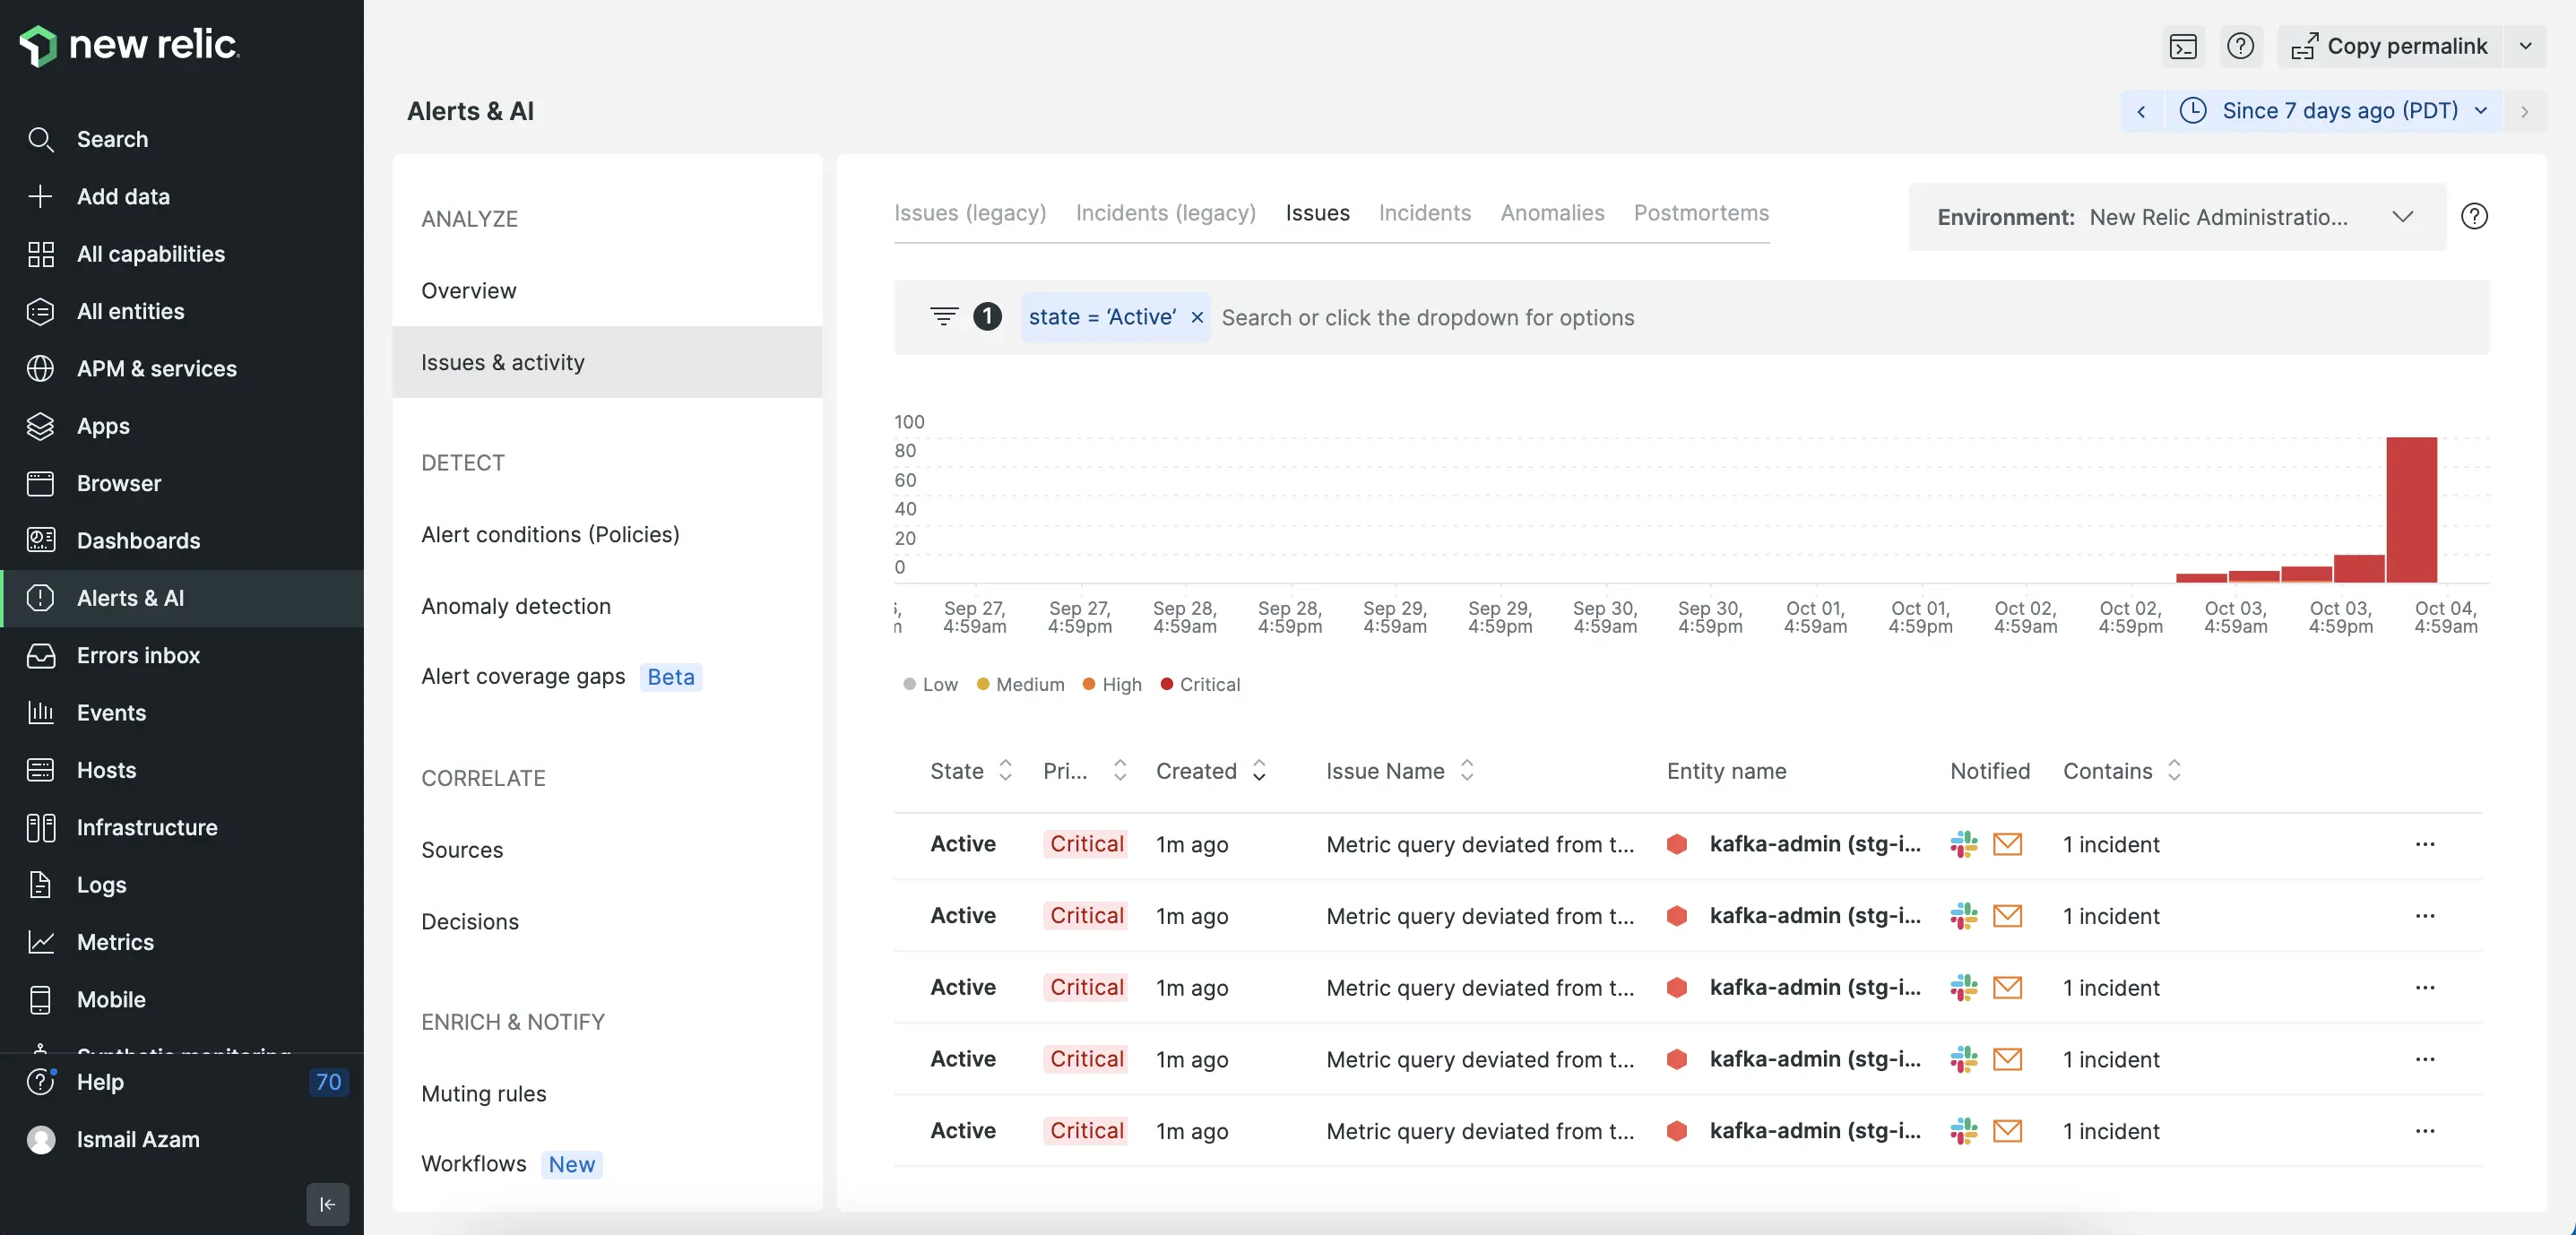 new relic
Search
Add data
All capabilities
All entities
APM & services
Apps
Browser
Dashboards
Alerts & AI
Errors inbox
Events
Hosts
Infrastructure
Logs
Metrics
Mobile
Synthetic monitoring
Help 70
Ismail Azam
Copy permalink
Alerts & AI
Since 7 days ago (PDT)
ANALYZE
Overview
Issues & activity
DETECT
Alert conditions (Policies)
Anomaly detection
Alert coverage gaps Beta
CORRELATE
Sources
Decisions
ENRICH & NOTIFY
Muting rules
Workflows New
Issues (legacy) Incidents (legacy) Issues Incidents Anomalies Postmortems
Environment: New Relic Administratio...
1 state = ‘Active’ × Search or click the dropdown for options
100
80
60
40
20
0
Sep 27, 4:59am
Sep 27, 4:59pm
Sep 28, 4:59am
Sep 28, 4:59pm
Sep 29, 4:59am
Sep 29, 4:59pm
Sep 30, 4:59am
Sep 30, 4:59pm
Oct 01, 4:59am
Oct 01, 4:59pm
Oct 02, 4:59am
Oct 02, 4:59pm
Oct 03, 4:59am
Oct 03, 4:59pm
Oct 04, 4:59am
Low Medium High Critical
State Pri... Created Issue Name Entity name Notified Contains
Active Critical 1m ago Metric query deviated from t... kafka-admin (stg-i... 1 incident ...
Active Critical 1m ago Metric query deviated from t... kafka-admin (stg-i... 1 incident ...
Active Critical 1m ago Metric query deviated from t... kafka-admin (stg-i... 1 incident ...
Active Critical 1m ago Metric query deviated from t... kafka-admin (stg-i... 1 incident ...
Active Critical 1m ago Metric query deviated from t... kafka-admin (stg-i... 1 incident ...